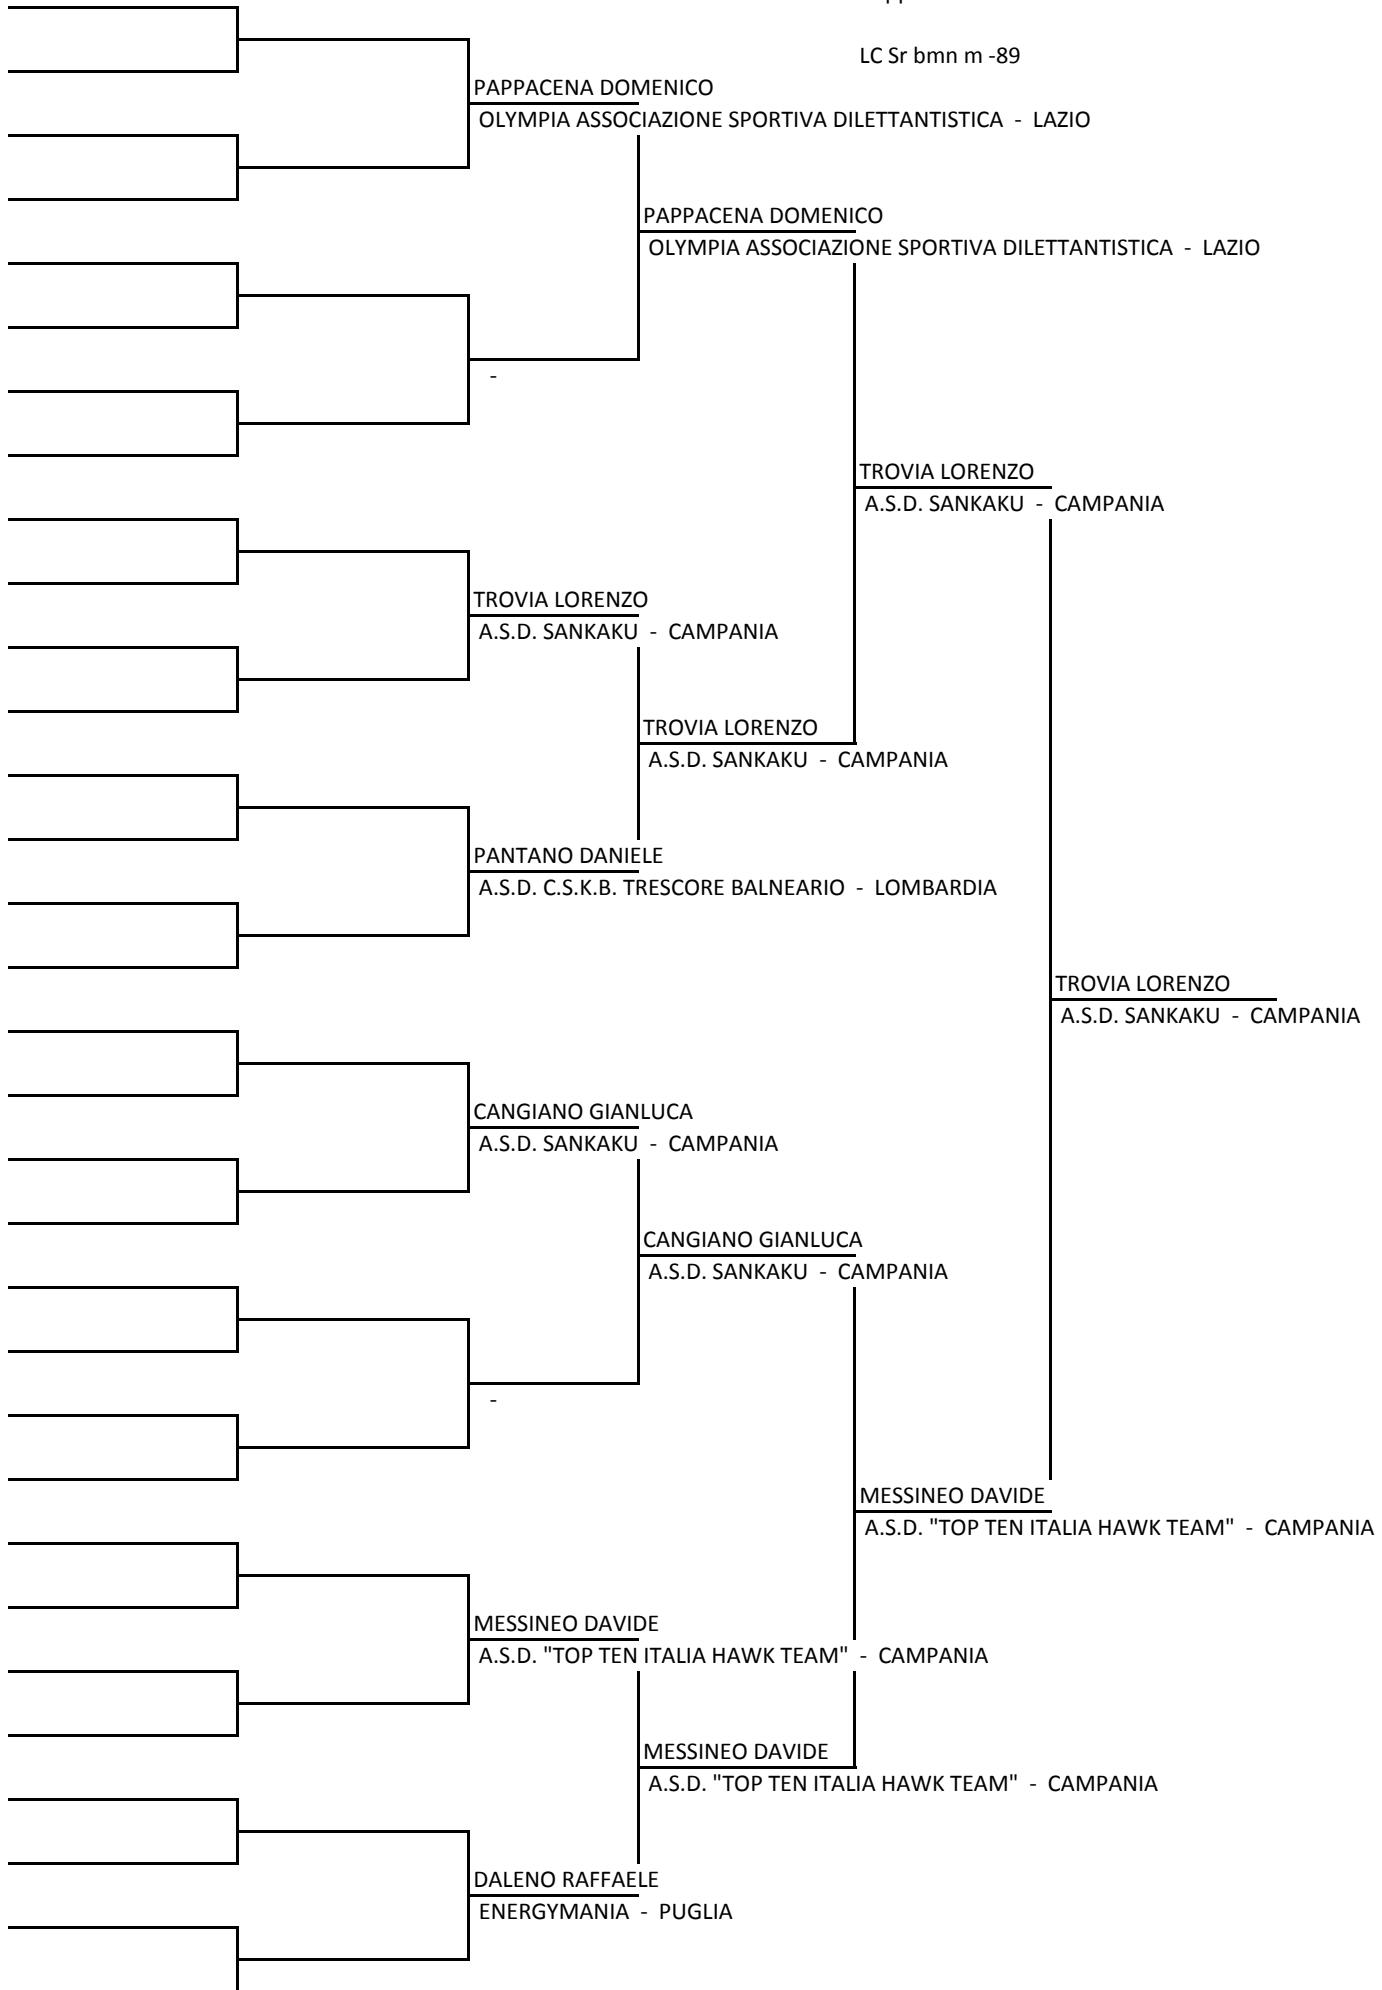 LC Sr bmn m -89
PAPPACENA DOMENICO
OLYMPIA ASSOCIAZIONE SPORTIVA DILETTANTISTICA - LAZIO
PAPPACENA DOMENICO
OLYMPIA ASSOCIAZIONE SPORTIVA DILETTANTISTICA - LAZIO
-
TROVIA LORENZO
A.S.D. SANKAKU - CAMPANIA
TROVIA LORENZO
A.S.D. SANKAKU - CAMPANIA
TROVIA LORENZO
A.S.D. SANKAKU - CAMPANIA
PANTANO DANIELE
A.S.D. C.S.K.B. TRESCORE BALNEARIO - LOMBARDIA
TROVIA LORENZO
A.S.D. SANKAKU - CAMPANIA
CANGIANO GIANLUCA
A.S.D. SANKAKU - CAMPANIA
CANGIANO GIANLUCA
A.S.D. SANKAKU - CAMPANIA
-
MESSINEO DAVIDE
A.S.D. "TOP TEN ITALIA HAWK TEAM" - CAMPANIA
MESSINEO DAVIDE
A.S.D. "TOP TEN ITALIA HAWK TEAM" - CAMPANIA
MESSINEO DAVIDE
A.S.D. "TOP TEN ITALIA HAWK TEAM" - CAMPANIA
DALENO RAFFAELE
ENERGYMANIA - PUGLIA